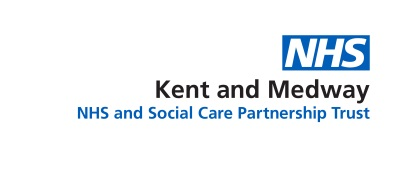 NHS
Kent and Medway
NHS and Social Care Partnership Trust